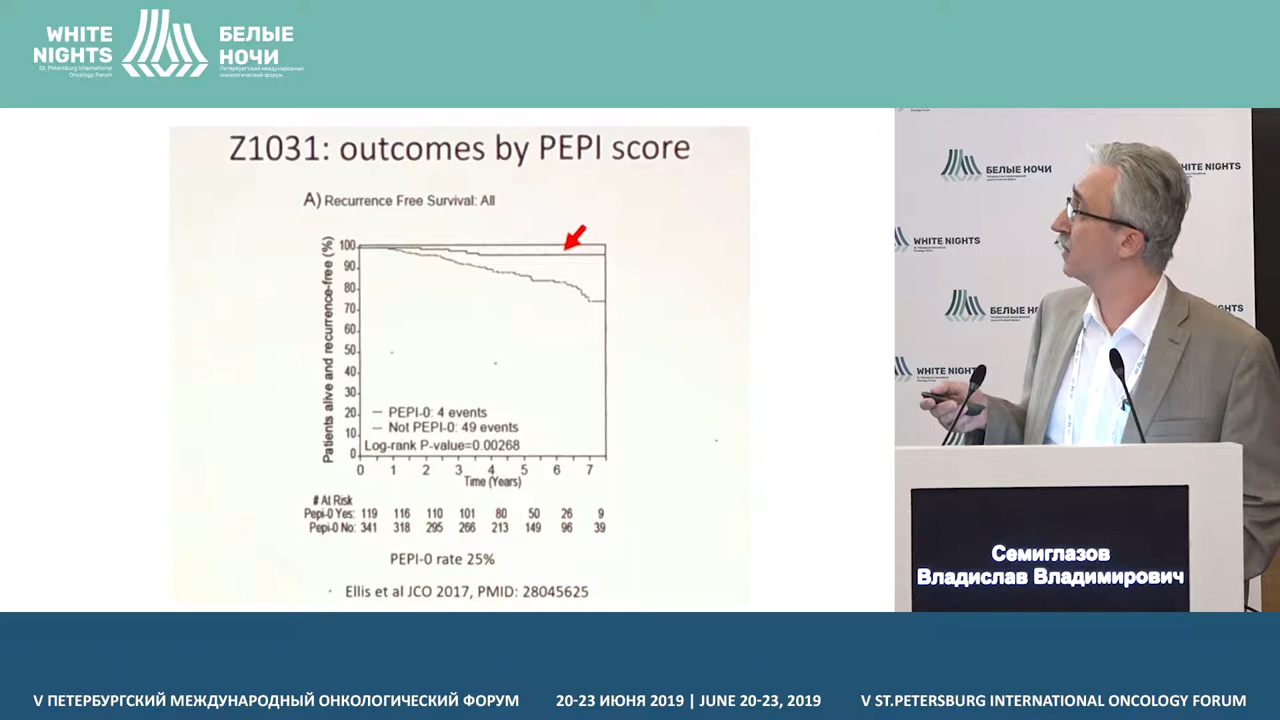 WHITE
NIGHTS
St. Petersburg International
Oncology Forum
БЕЛЫЕ
НОЧИ
Петербургский международный
онкологический форум
Z1031: outcomes by PEPI score
A) Recurrence Free Survival: All
Patients alive and recurrence-free (%)
100
90
80
70
60
50
40
30
20
10
0
PEPI-0: 4 events
Not PEPI-0: 49 events
Log-rank P-value=0.00268
0 1 2 3 4 5 6 7
Time (Years)
# At Risk
Pepi-0 Yes: 119 116 110 101 80 50 26 9
Pepi-0 No: 341 318 295 266 213 149 96 39
PEPI-0 rate 25%
Ellis et al JCO 2017, PMID: 28045625
БЕЛЫЕ НОЧИ
WHITE NIGHTS
WHITE NIGHTS
WHITE NIGHTS
Семиглазов
Владислав Владимирович
V ПЕТЕРБУРГСКИЙ МЕЖДУНАРОДНЫЙ ОНКОЛОГИЧЕСКИЙ ФОРУМ
20-23 ИЮНЯ 2019 | JUNE 20-23, 2019
V ST.PETERSBURG INTERNATIONAL ONCOLOGY FORUM